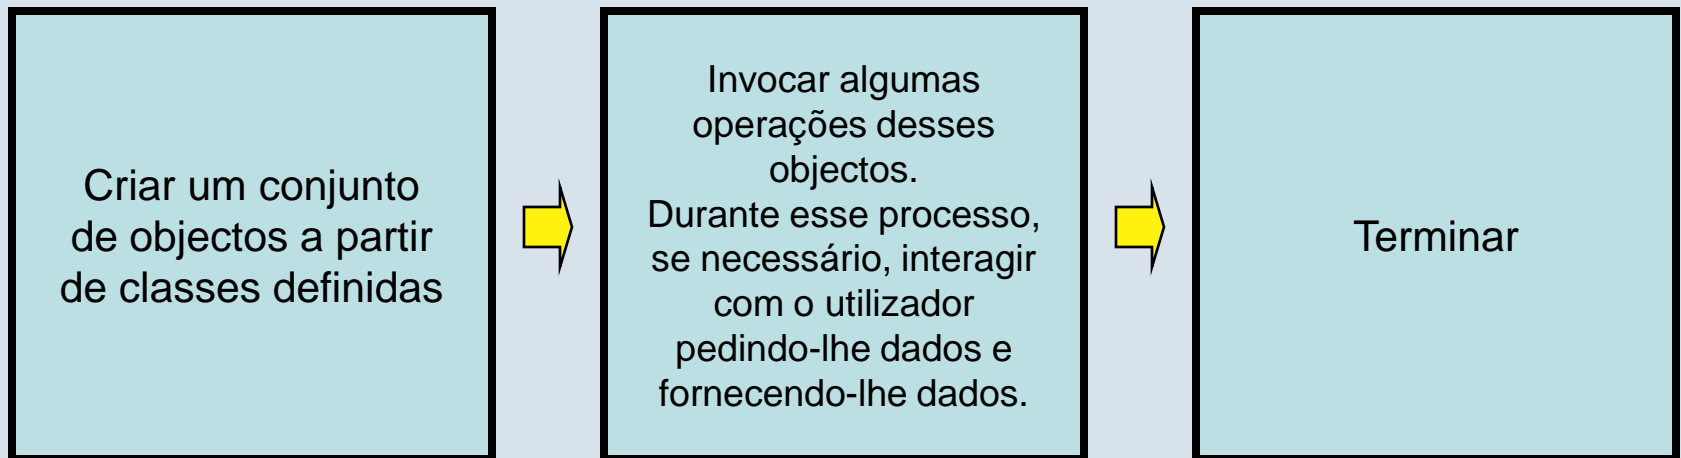 Criar um conjunto
de objectos a partir
de classes definidas
Invocar algumas
operações desses
objectos.
Durante esse processo,
se necessário, interagir
com o utilizador
pedindo-lhe dados e
fornecendo-lhe dados.
Terminar